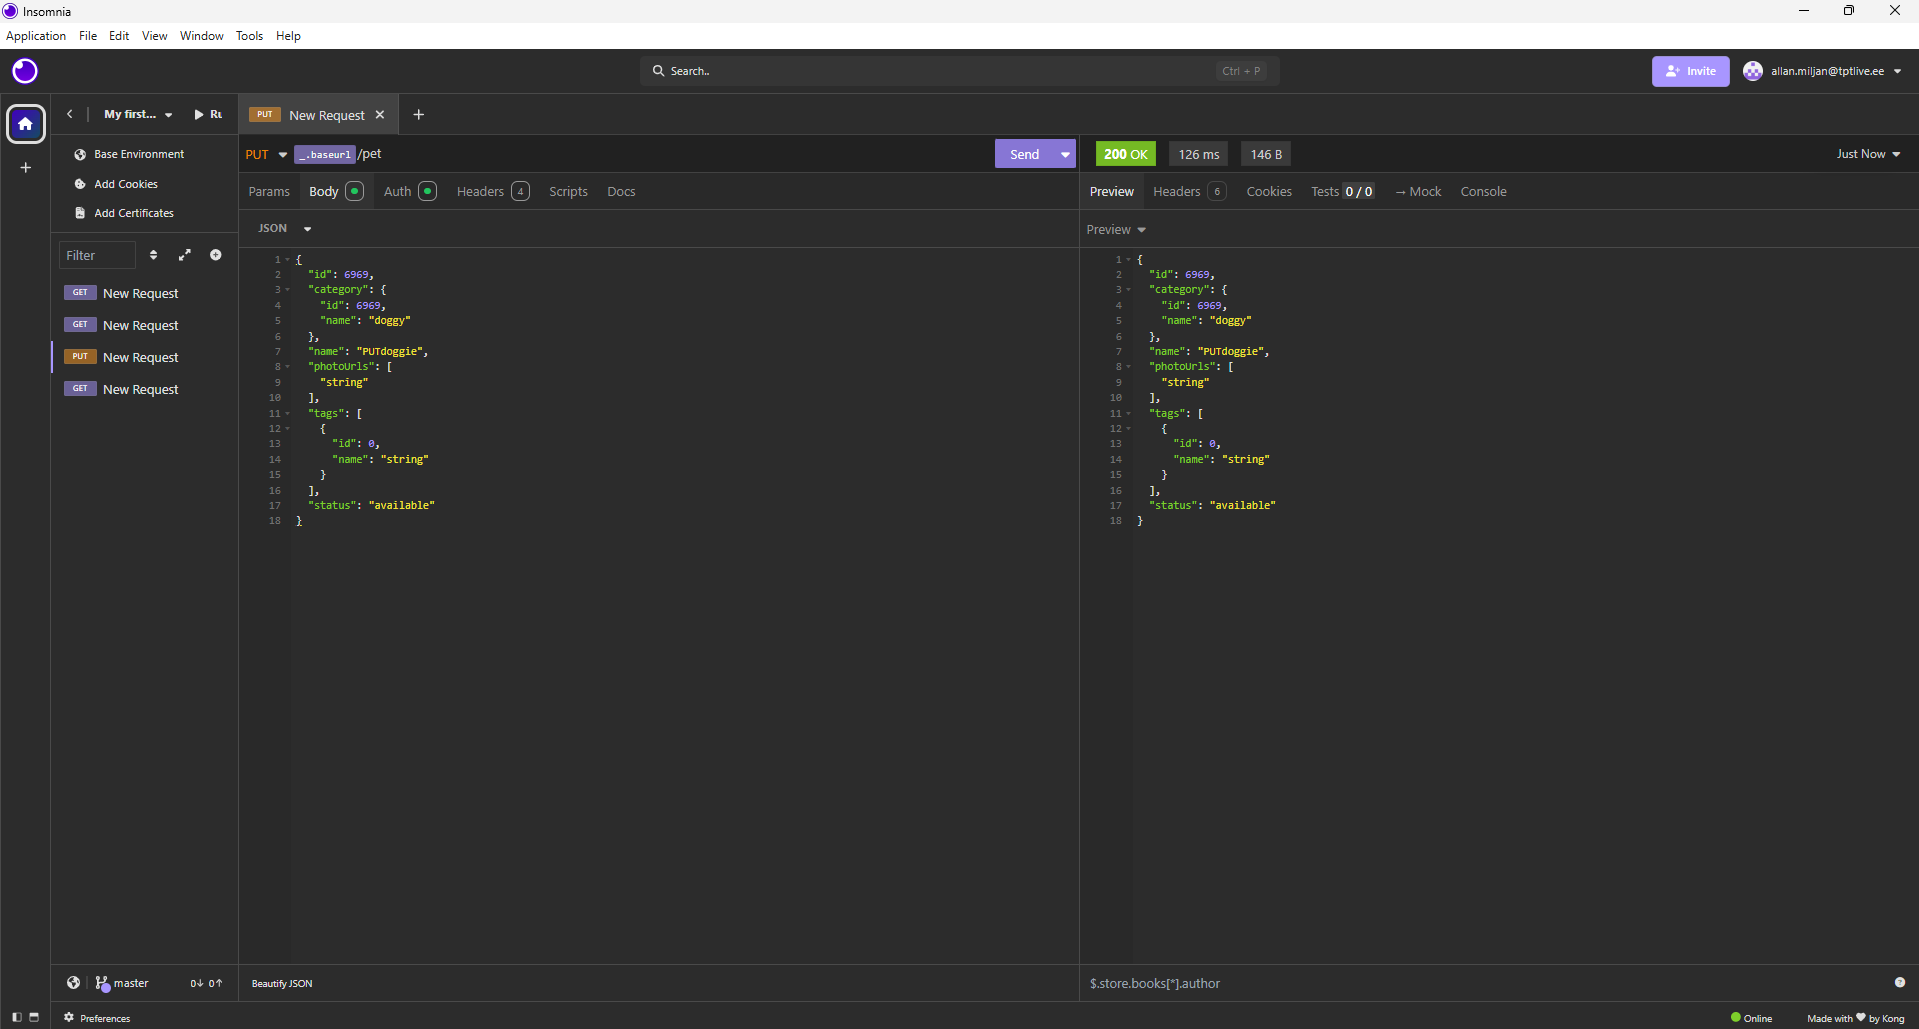 Insomnia
Application File Edit View Window Tools Help
Search.. Ctrl + P
Invite allan.miljan@tptlive.ee
My first... Ru
PUT New Request
Base Environment
Add Cookies
Add Certificates
Filter
GET New Request
GET New Request
PUT New Request
GET New Request
PUT _.baseurl /pet Send
Params Body Auth Headers 4 Scripts Docs
JSON
1 {
2 "id": 6969,
3 "category": {
4 "id": 6969,
5 "name": "doggy"
6 },
7 "name": "PUTdoggie",
8 "photoUrls": [
9 "string"
10 ],
11 "tags": [
12 {
13 "id": 0,
14 "name": "string"
15 }
16 ],
17 "status": "available"
18 }
200 OK 126 ms 146 B Just Now
Preview Headers 6 Cookies Tests 0 / 0 → Mock Console
Preview
1 {
2 "id": 6969,
3 "category": {
4 "id": 6969,
5 "name": "doggy"
6 },
7 "name": "PUTdoggie",
8 "photoUrls": [
9 "string"
10 ],
11 "tags": [
12 {
13 "id": 0,
14 "name": "string"
15 }
16 ],
17 "status": "available"
18 }
master 0↓ 0↑
Beautify JSON
$.store.books[*].author
Preferences
Online Made with ❤ by Kong